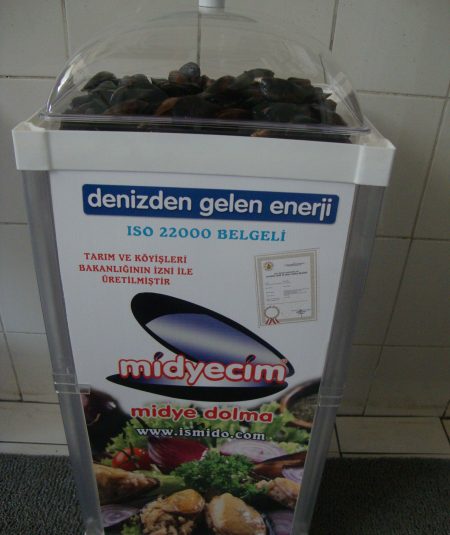 denizden gelen enerji
ISO 22000 BELGELİ
TARIM VE KÖYİŞLERİ
BAKANLIĞININ İZNİ İLE
ÜRETİLMİŞTİR
midyecim
midye dolma
www.ismido.com